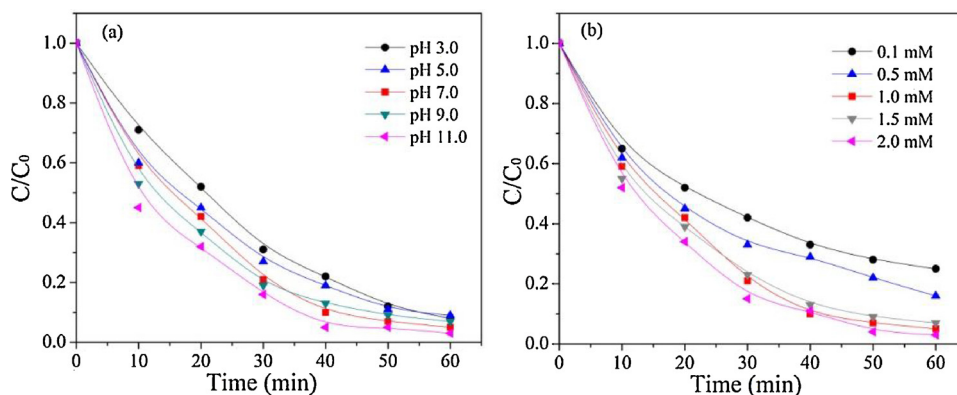 (a)
pH 3.0
pH 5.0
pH 7.0
pH 9.0
pH 11.0
C/C₀
1.0
0.8
0.6
0.4
0.2
0.0
0 10 20 30 40 50 60
Time (min)
(b)
0.1 mM
0.5 mM
1.0 mM
1.5 mM
2.0 mM
C/C₀
1.0
0.8
0.6
0.4
0.2
0.0
0 10 20 30 40 50 60
Time (min)